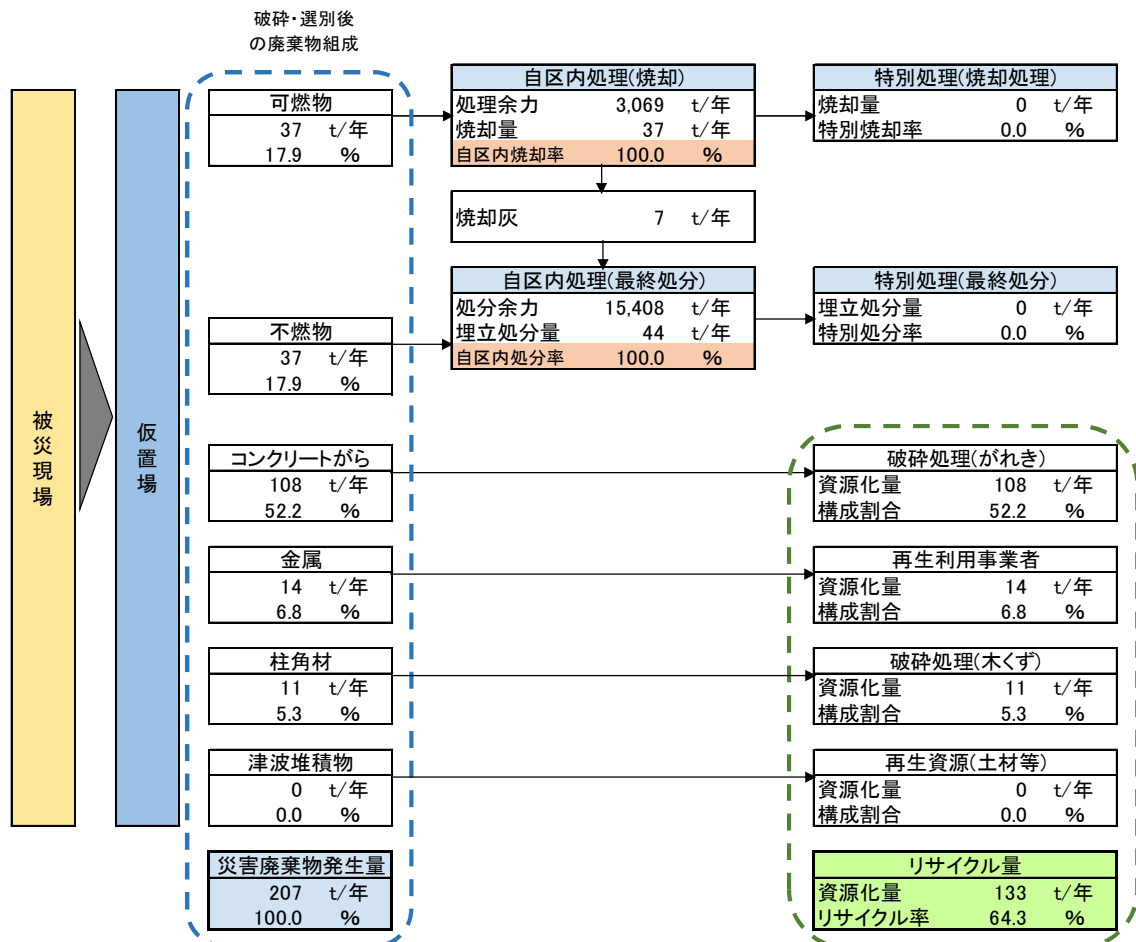 破砕・選別後
の廃棄物組成
被災現場
仮置場
可燃物
37 t/年
17.9 %
自区内処理(焼却)
処理余力 3,069 t/年
焼却量 37 t/年
自区内焼却率 100.0 %
特別処理(焼却処理)
焼却量 0 t/年
特別焼却率 0.0 %
焼却灰 7 t/年
不燃物
37 t/年
17.9 %
自区内処理(最終処分)
処分余力 15,408 t/年
埋立処分量 44 t/年
自区内処分率 100.0 %
特別処理(最終処分)
埋立処分量 0 t/年
特別処分率 0.0 %
コンクリートがら
108 t/年
52.2 %
破砕処理(がれき)
資源化量 108 t/年
構成割合 52.2 %
金属
14 t/年
6.8 %
再生利用事業者
資源化量 14 t/年
構成割合 6.8 %
柱角材
11 t/年
5.3 %
破砕処理(木くず)
資源化量 11 t/年
構成割合 5.3 %
津波堆積物
0 t/年
0.0 %
再生資源(土材等)
資源化量 0 t/年
構成割合 0.0 %
災害廃棄物発生量
207 t/年
100.0 %
リサイクル量
資源化量 133 t/年
リサイクル率 64.3 %